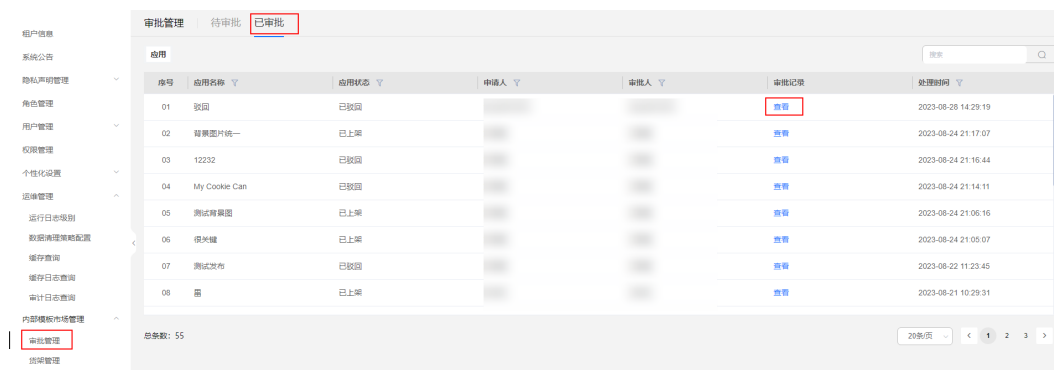 租户信息
系统公告
隐私声明管理
角色管理
用户管理
权限管理
个性化设置
运维管理
运行日志级别
数据清理策略配置
缓存查询
缓存日志查询
审计日志查询
内部模板市场管理
审批管理
货架管理
审批管理 待审批 已审批
应用 搜索
序号 应用名称 应用状态 申请人 审批人 审批记录 处理时间
01 驳回 已驳回 查看 2023-08-28 14:29:19
02 背景图片统一 已上架 查看 2023-08-24 21:17:07
03 12232 已驳回 查看 2023-08-24 21:16:44
04 My Cookie Can 已驳回 查看 2023-08-24 21:14:11
05 测试背景图 已上架 查看 2023-08-24 21:06:16
06 很关键 已上架 查看 2023-08-24 21:05:07
07 测试发布 已驳回 查看 2023-08-22 11:23:45
08 已上架 查看 2023-08-21 10:29:31
总条数: 55 20条/页 1 2 3